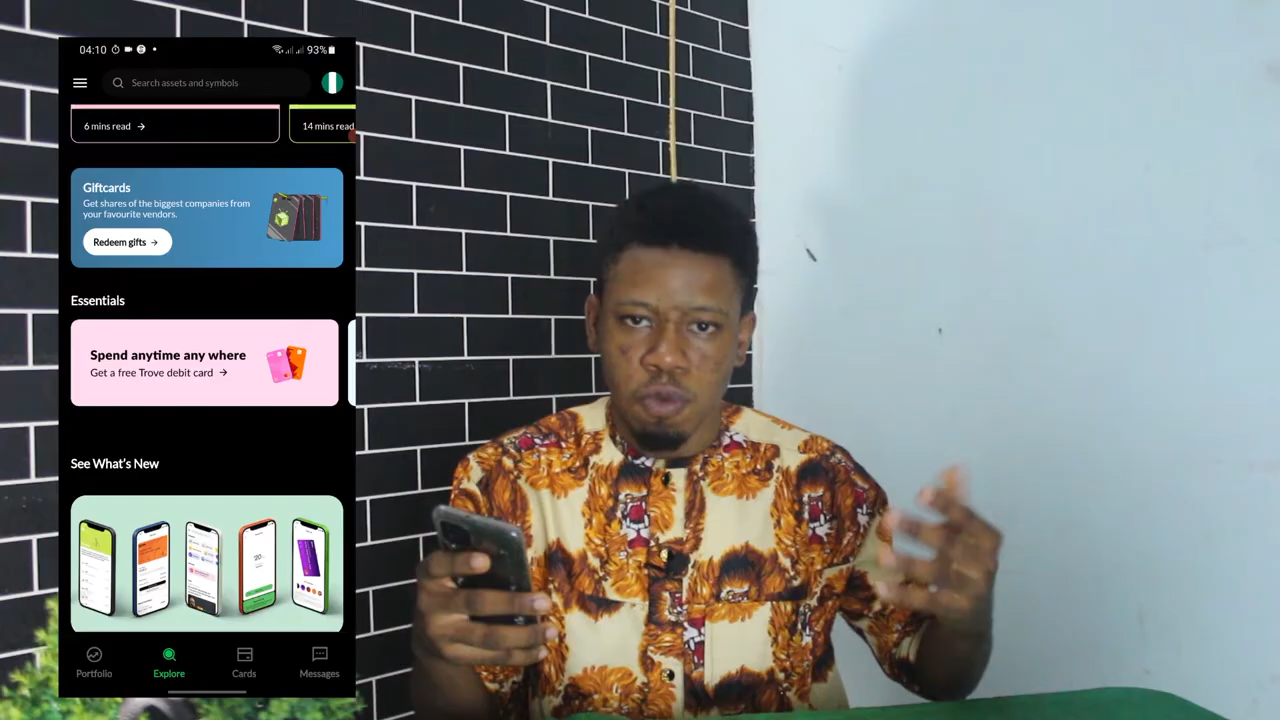 04:10
93%
Search assets and symbols
6 mins read →
14 mins read
Giftcards
Get shares of the biggest companies from
your favourite vendors.
Redeem gifts →
Essentials
Spend anytime any where
Get a free Trove debit card →
See What's New
Portfolio
Explore
Cards
Messages